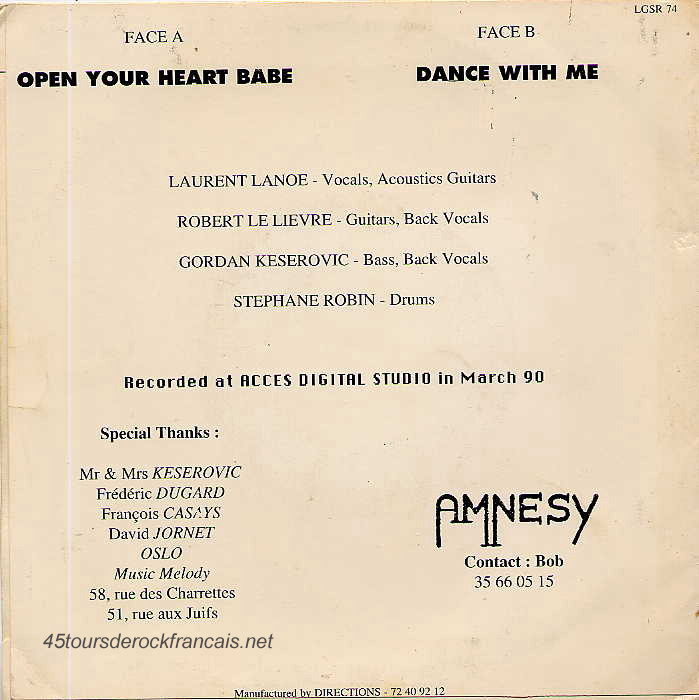 LGSR 74
FACE A
FACE B
OPEN YOUR HEART BABE
DANCE WITH ME
LAURENT LANOE - Vocals, Acoustics Guitars
ROBERT LE LIEVRE - Guitars, Back Vocals
GORDAN KESEROVIC - Bass, Back Vocals
STEPHANE ROBIN - Drums
Recorded at ACCES DIGITAL STUDIO in March 90
Special Thanks :
Mr & Mrs KESEROVIC
Frédéric DUGARD
François CASAYS
David JORNET
OSLO
Music Melody
58, rue des Charrettes
51, rue aux Juifs
AMNESY
Contact : Bob
35 66 05 15
45toursderockfrancais.net
Manufactured by DIRECTIONS - 72 40 92 12